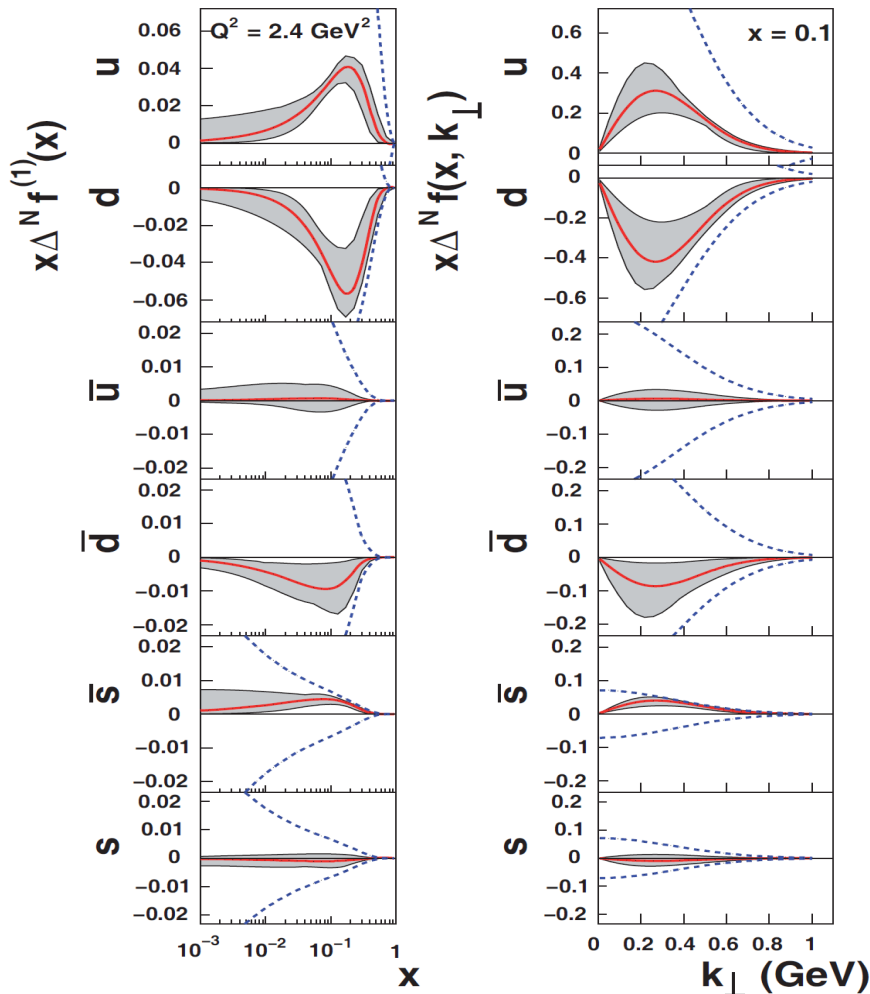 x Δ^N f^(1)(x)
Q² = 2.4 GeV²
u
0.06
0.04
0.02
0
d
0
−0.02
−0.04
−0.06
u̅
0.02
0.01
0
−0.01
−0.02
d̅
0.02
0.01
0
−0.01
−0.02
s̅
0.02
0.01
0
−0.01
−0.02
s
0.02
0.01
0
−0.01
−0.02
10⁻³ 10⁻² 10⁻¹ 1
x
x Δ^N f(x, k⊥)
x = 0.1
u
0.6
0.4
0.2
0
d
0
−0.2
−0.4
−0.6
u̅
0.2
0.1
0
−0.1
−0.2
d̅
0.2
0.1
0
−0.1
−0.2
s̅
0.2
0.1
0
−0.1
−0.2
s
0.2
0.1
0
−0.1
−0.2
0 0.2 0.4 0.6 0.8 1
k⊥ (GeV)